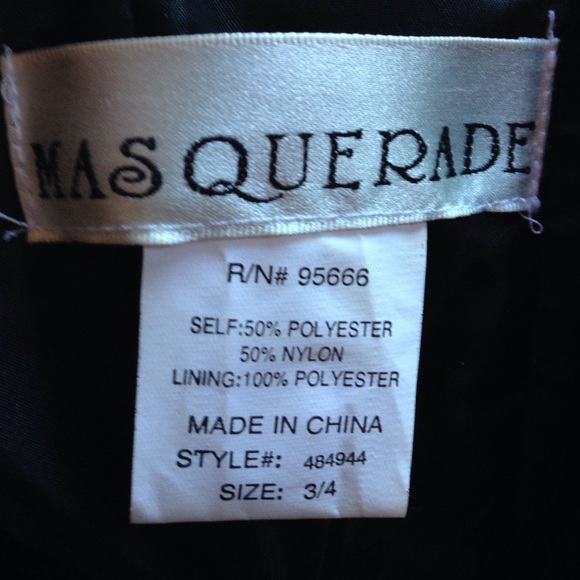 MASQUERADE
R/N# 95666
SELF:50% POLYESTER
50% NYLON
LINING:100% POLYESTER
MADE IN CHINA
STYLE#: 484944
SIZE: 3/4